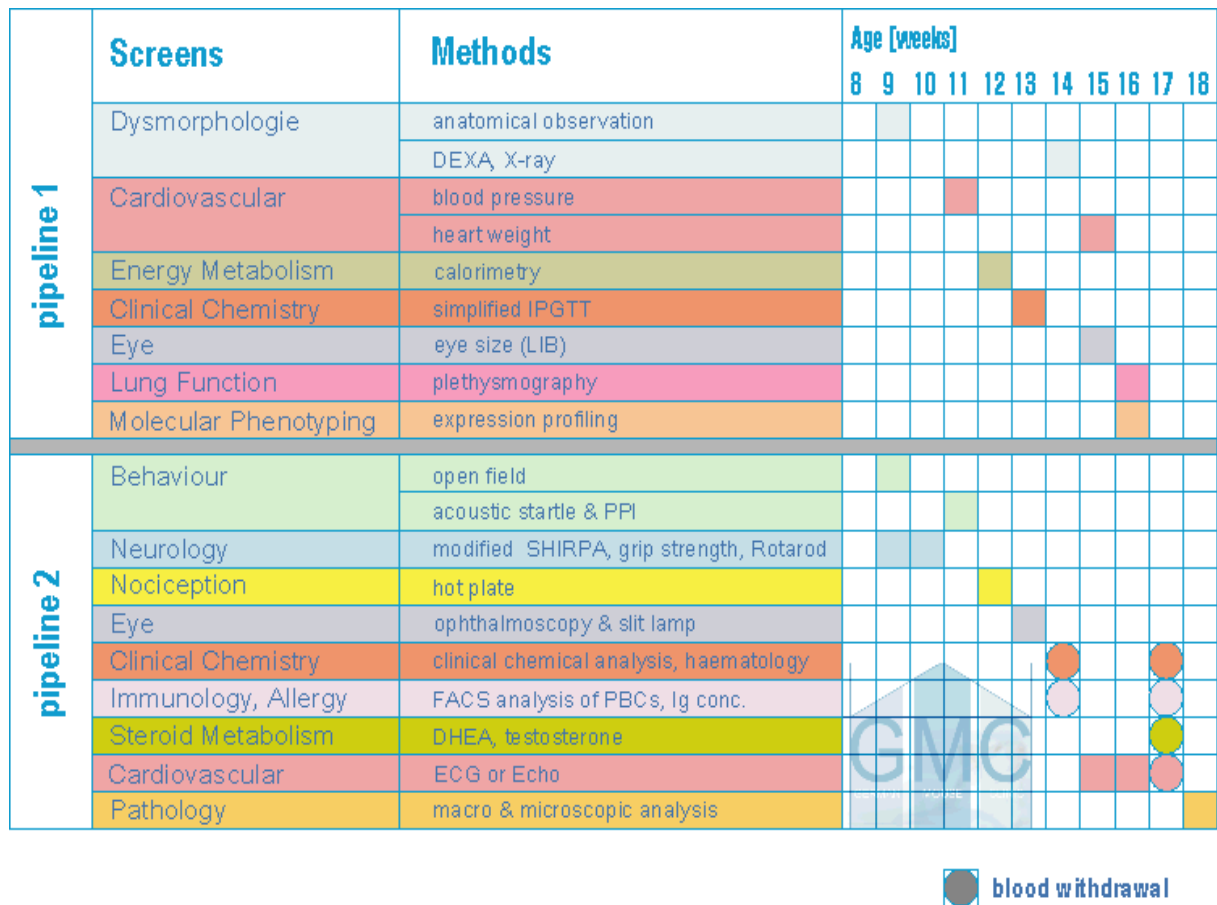 Screens Methods Age [weeks]
8 9 10 11 12 13 14 15 16 17 18
pipeline 1
Dysmorphologie anatomical observation
DEXA, X-ray
Cardiovascular blood pressure
heart weight
Energy Metabolism calorimetry
Clinical Chemistry simplified IPGTT
Eye eye size (LIB)
Lung Function plethysmography
Molecular Phenotyping expression profiling
pipeline 2
Behaviour open field
acoustic startle & PPI
Neurology modified SHIRPA, grip strength, Rotarod
Nociception hot plate
Eye ophthalmoscopy & slit lamp
Clinical Chemistry clinical chemical analysis, haematology
Immunology, Allergy FACS analysis of PBCs, Ig conc.
Steroid Metabolism DHEA, testosterone
GMC
Cardiovascular ECG or Echo
Pathology macro & microscopic analysis
blood withdrawal